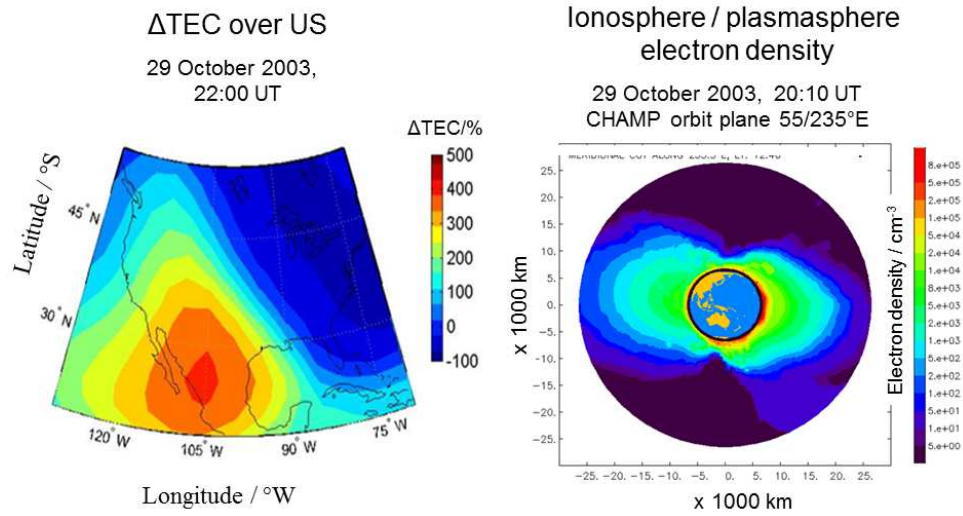 ΔTEC over US
29 October 2003,
22:00 UT
ΔTEC/%
500
400
300
200
100
0
-100
Latitude / °S
45° N
30° N
120° W
105° W
90° W
75° W
Longitude / °W
Ionosphere / plasmasphere
electron density
29 October 2003, 20:10 UT
CHAMP orbit plane 55/235°E
x 1000 km
20.
15.
10.
5.
0.
-5.
-10.
-15.
-20.
-25.
-25. -20. -15. -10. -5. 0. 5. 10. 15. 20. 25.
x 1000 km
Electron density / cm-3
8.e+05
5.e+05
2.e+05
1.e+05
5.e+04
2.e+04
1.e+04
5.e+03
2.e+03
1.e+03
5.e+02
2.e+02
1.e+02
5.e+01
1.e+01
5.e+00